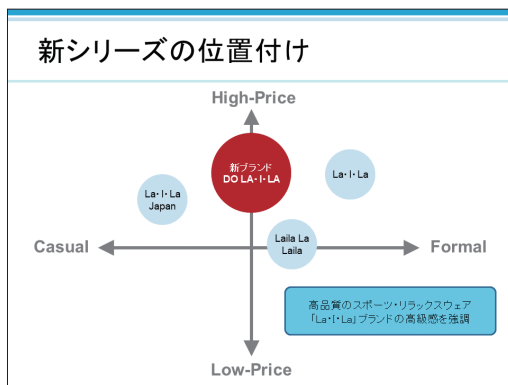 新シリーズの位置付け
High-Price
新ブランド
DO LA･I･LA
La･I･La
La･I･La
Japan
Laila La
Laila
Casual
Formal
高品質のスポーツ・リラックスウェア
「La･I･La」ブランドの高級感を強調
Low-Price